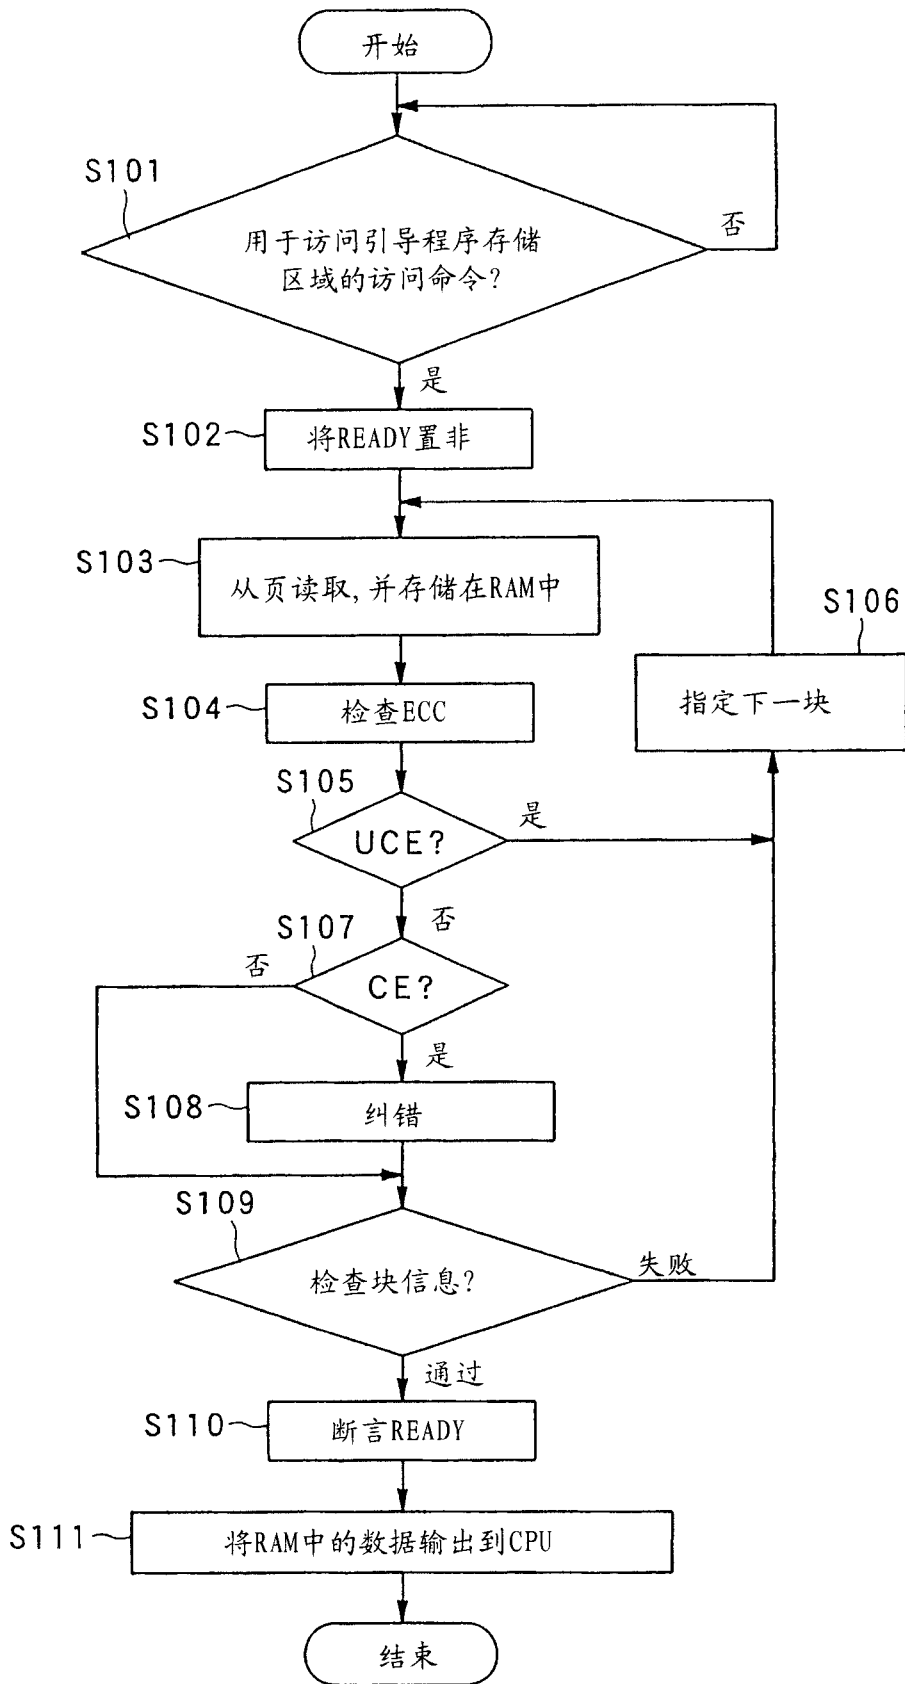 开始
S101
用于访问引导程序存储
区域的访问命令?
否
是
S102
将READY置非
S103
从页读取,并存储在RAM中
S106
指定下一块
S104
检查ECC
S105
UCE?
是
否
S107
否
CE?
是
S108
纠错
S109
检查块信息?
失败
通过
S110
断言READY
S111
将RAM中的数据输出到CPU
结束